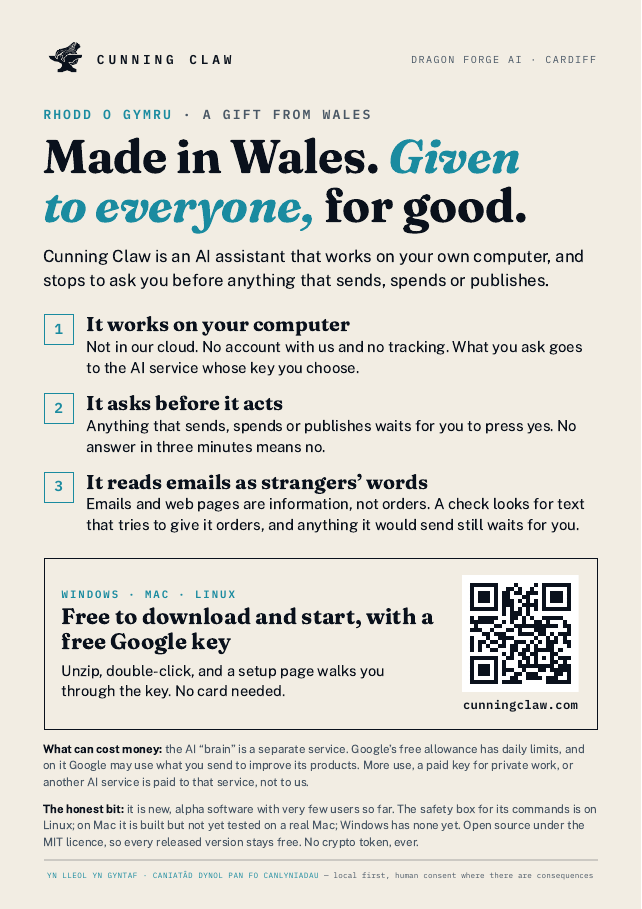 CUNNING CLAW
DRAGON FORGE AI · CARDIFF
RHODD O GYMRU · A GIFT FROM WALES
Made in Wales. Given
to everyone, for good.
Cunning Claw is an AI assistant that works on your own computer, and
stops to ask you before anything that sends, spends or publishes.
1
It works on your computer
Not in our cloud. No account with us and no tracking. What you ask goes
to the AI service whose key you choose.
2
It asks before it acts
Anything that sends, spends or publishes waits for you to press yes. No
answer in three minutes means no.
3
It reads emails as strangers’ words
Emails and web pages are information, not orders. A check looks for text
that tries to give it orders, and anything it would send still waits for you.
WINDOWS · MAC · LINUX
Free to download and start, with a
free Google key
Unzip, double-click, and a setup page walks you
through the key. No card needed.
cunningclaw.com
What can cost money: the AI “brain” is a separate service. Google’s free allowance has daily limits, and
on it Google may use what you send to improve its products. More use, a paid key for private work, or
another AI service is paid to that service, not to us.
The honest bit: it is new, alpha software with very few users so far. The safety box for its commands is on
Linux; on Mac it is built but not yet tested on a real Mac; Windows has none yet. Open source under the
MIT licence, so every released version stays free. No crypto token, ever.
YN LLEOL YN GYNTAF · CANIATÂD DYNOL PAN FO CANLYNIADAU — local first, human consent where there are consequences